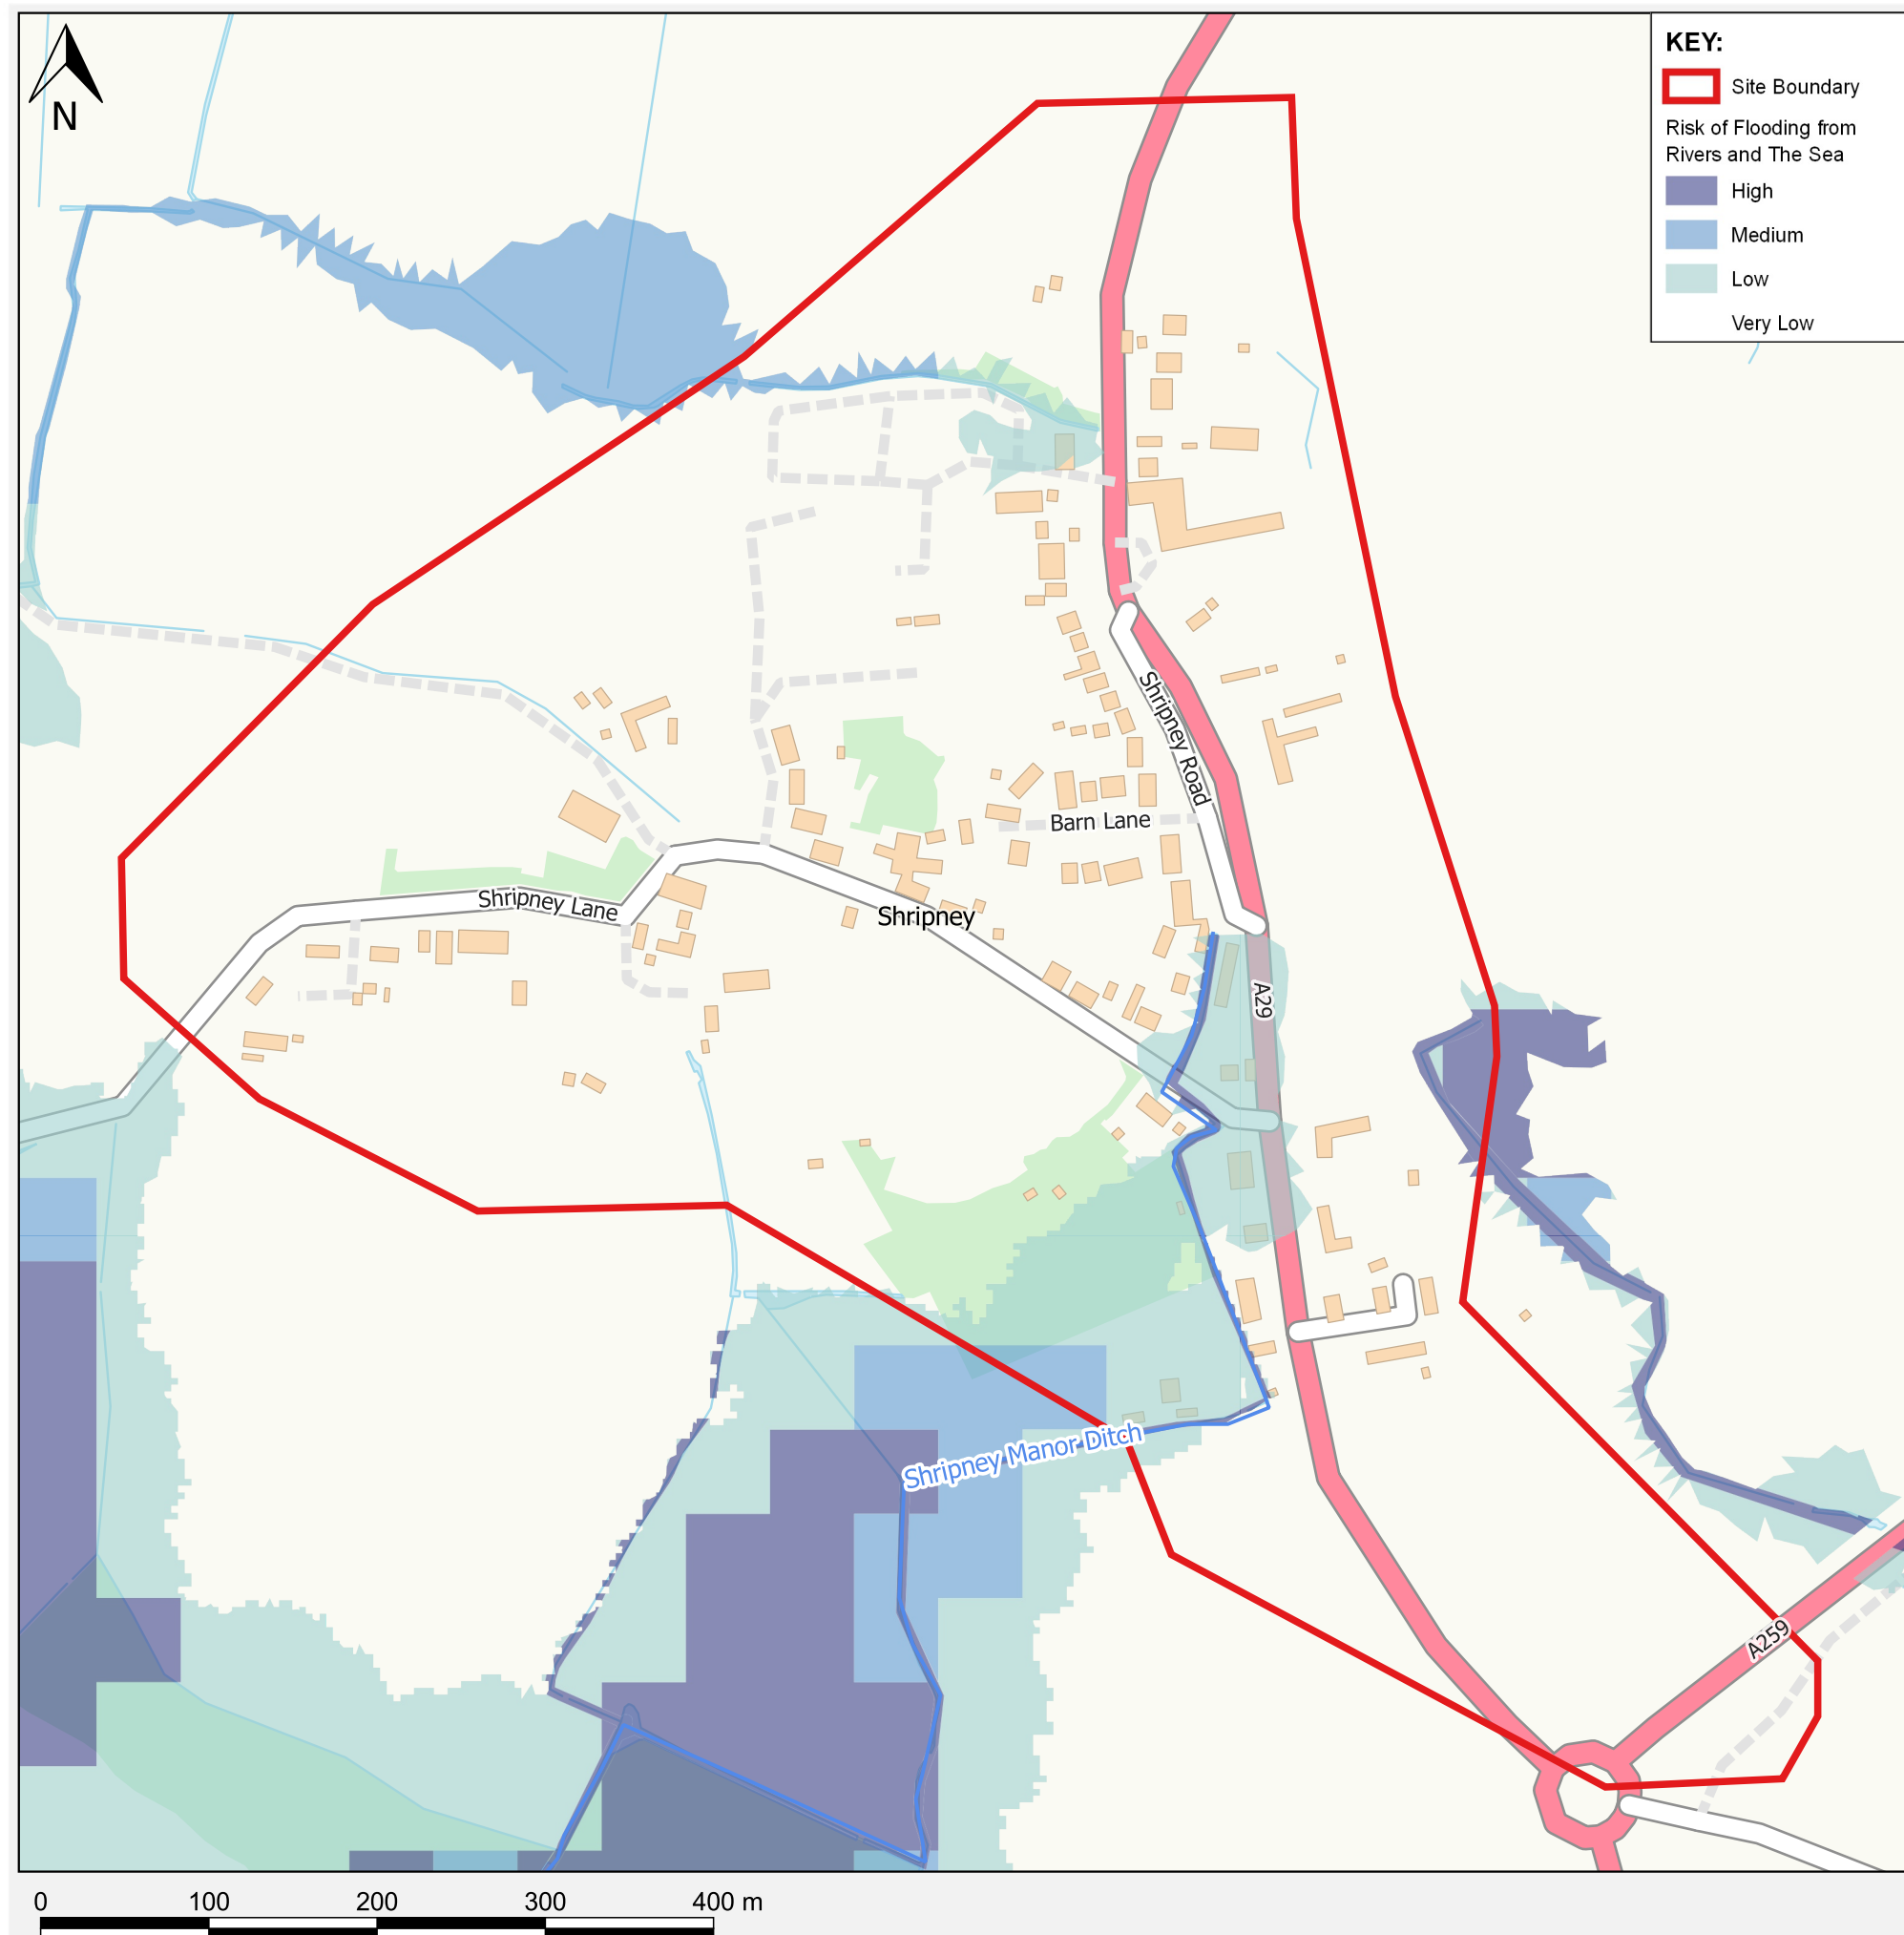 N
KEY:
Site Boundary
Risk of Flooding from
Rivers and The Sea
High
Medium
Low
Very Low
Shripney Road
Barn Lane
Shripney Lane
Shripney
A29
Shripney Manor Ditch
A259
0 100 200 300 400 m